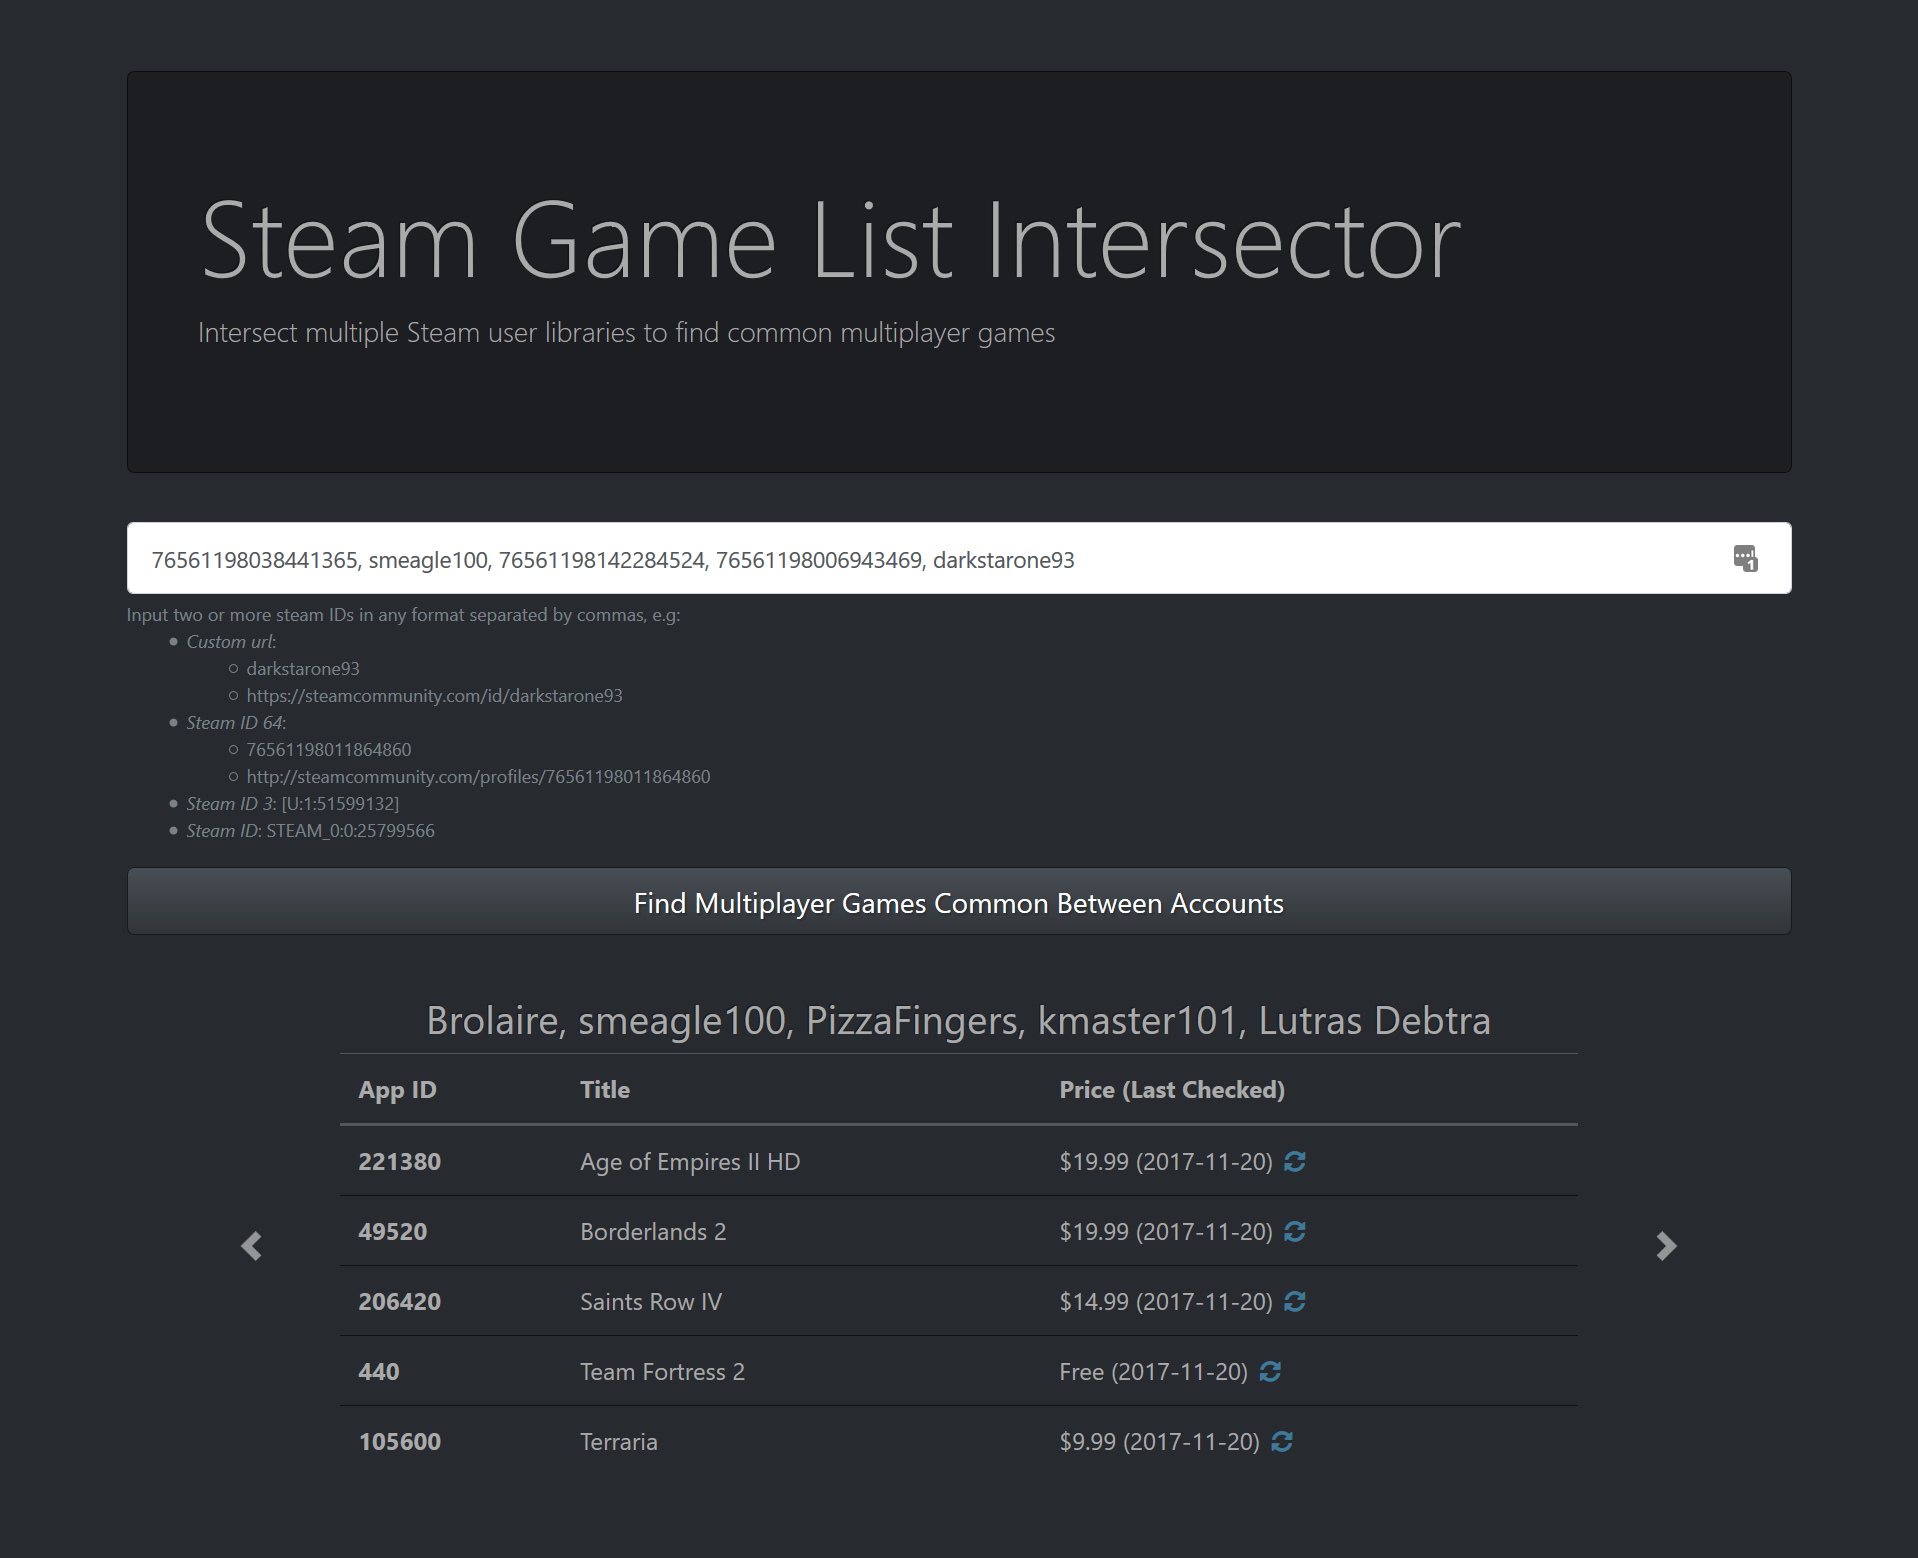 Steam Game List Intersector
Intersect multiple Steam user libraries to find common multiplayer games
76561198038441365, smeagle100, 76561198142284524, 76561198006943469, darkstarone93
1
Input two or more steam IDs in any format separated by commas, e.g:
Custom url:
darkstarone93
https://steamcommunity.com/id/darkstarone93
Steam ID 64:
76561198011864860
http://steamcommunity.com/profiles/76561198011864860
Steam ID 3: [U:1:51599132]
Steam ID: STEAM_0:0:25799566
Find Multiplayer Games Common Between Accounts
Brolaire, smeagle100, PizzaFingers, kmaster101, Lutras Debtra
App ID Title Price (Last Checked)
221380 Age of Empires II HD $19.99 (2017-11-20)
49520 Borderlands 2 $19.99 (2017-11-20)
206420 Saints Row IV $14.99 (2017-11-20)
440 Team Fortress 2 Free (2017-11-20)
105600 Terraria $9.99 (2017-11-20)